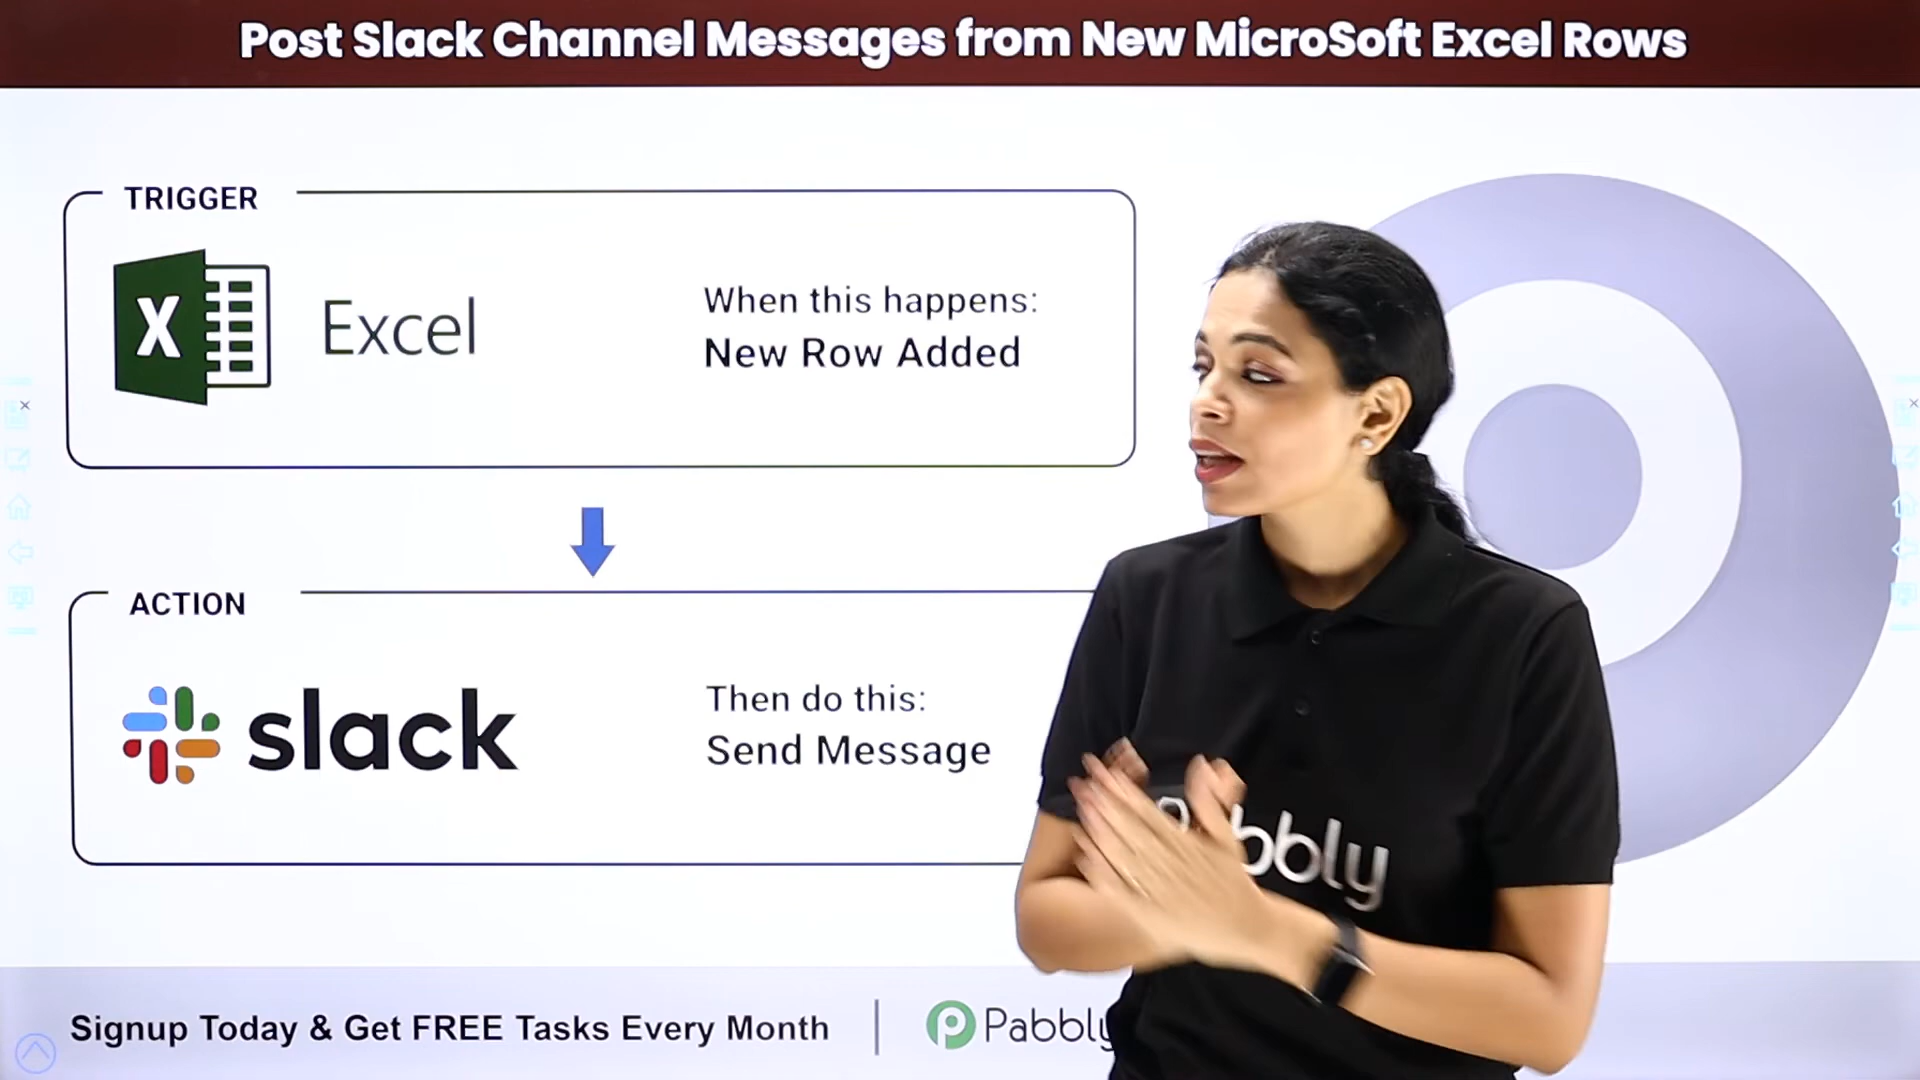 Post Slack Channel Messages from New MicroSoft Excel Rows
TRIGGER
X
Excel
When this happens:
New Row Added
ACTION
slack
Then do this:
Send Message
Signup Today & Get FREE Tasks Every Month
Pabbly
Pabbly